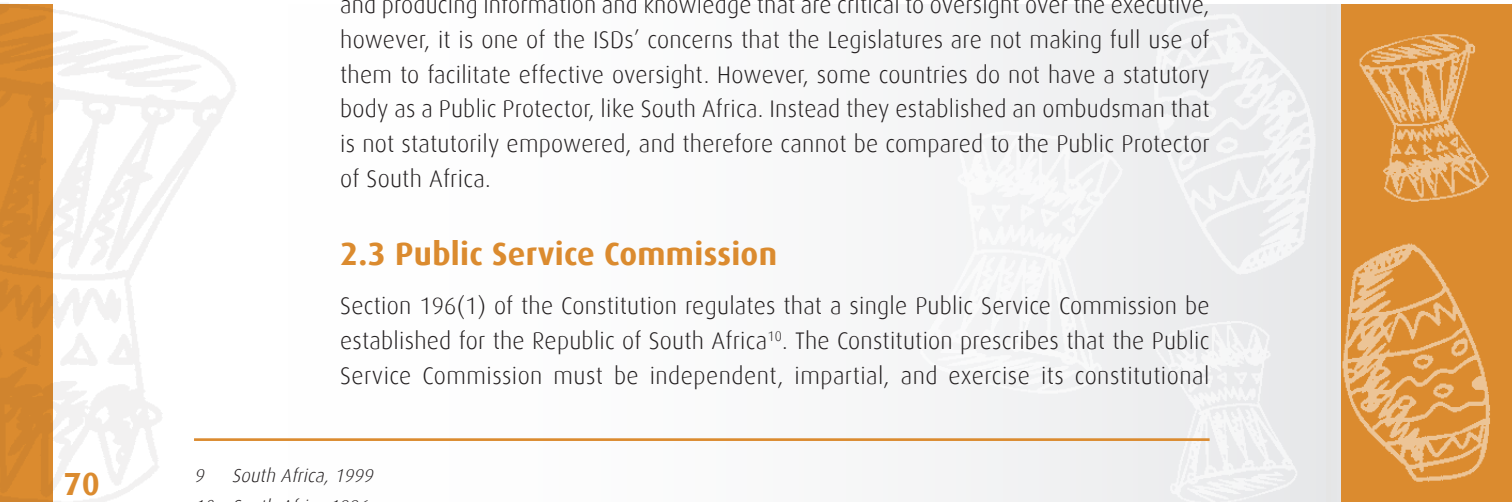 and producing information and knowledge that are critical to oversight over the executive,
however, it is one of the ISDs’ concerns that the Legislatures are not making full use of
them to facilitate effective oversight. However, some countries do not have a statutory
body as a Public Protector, like South Africa. Instead they established an ombudsman that
is not statutorily empowered, and therefore cannot be compared to the Public Protector
of South Africa.
2.3 Public Service Commission
Section 196(1) of the Constitution regulates that a single Public Service Commission be
established for the Republic of South Africa¹⁰. The Constitution prescribes that the Public
Service Commission must be independent, impartial, and exercise its constitutional
9 South Africa, 1999
10 South Africa 1996
70